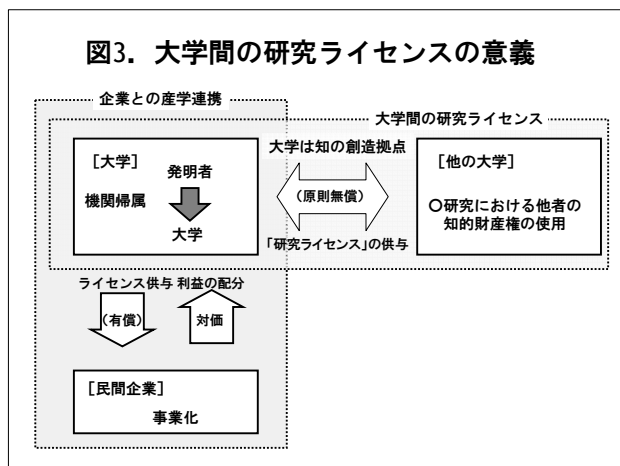 図3．大学間の研究ライセンスの意義
企業との産学連携
大学間の研究ライセンス
［大学］
発明者
機関帰属
大学
大学は知の創造拠点
（原則無償）
「研究ライセンス」の供与
［他の大学］
○研究における他者の
知的財産権の使用
ライセンス供与 利益の配分
（有償）
対価
［民間企業］
事業化